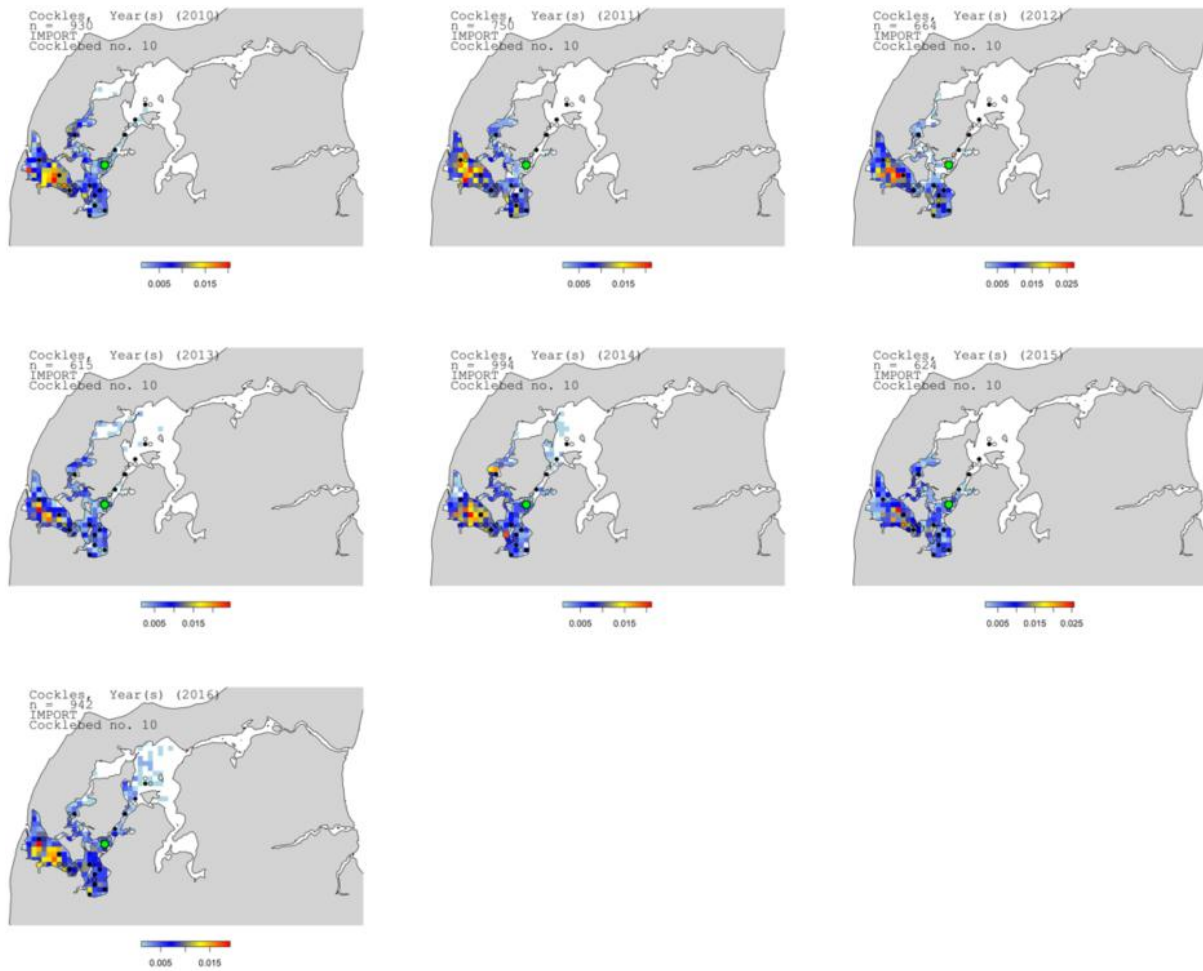 Cockles, Year(s) (2010)
n = 930
IMPORT
Cocklebed no. 10
0.005 0.015
Cockles, Year(s) (2011)
n = 750
IMPORT
Cocklebed no. 10
0.005 0.015
Cockles, Year(s) (2012)
n = 664
IMPORT
Cocklebed no. 10
0.005 0.015 0.025
Cockles, Year(s) (2013)
n = 615
IMPORT
Cocklebed no. 10
0.005 0.015
Cockles, Year(s) (2014)
n = 994
IMPORT
Cocklebed no. 10
0.005 0.015
Cockles, Year(s) (2015)
n = 624
IMPORT
Cocklebed no. 10
0.005 0.015 0.025
Cockles, Year(s) (2016)
n = 942
IMPORT
Cocklebed no. 10
0.005 0.015